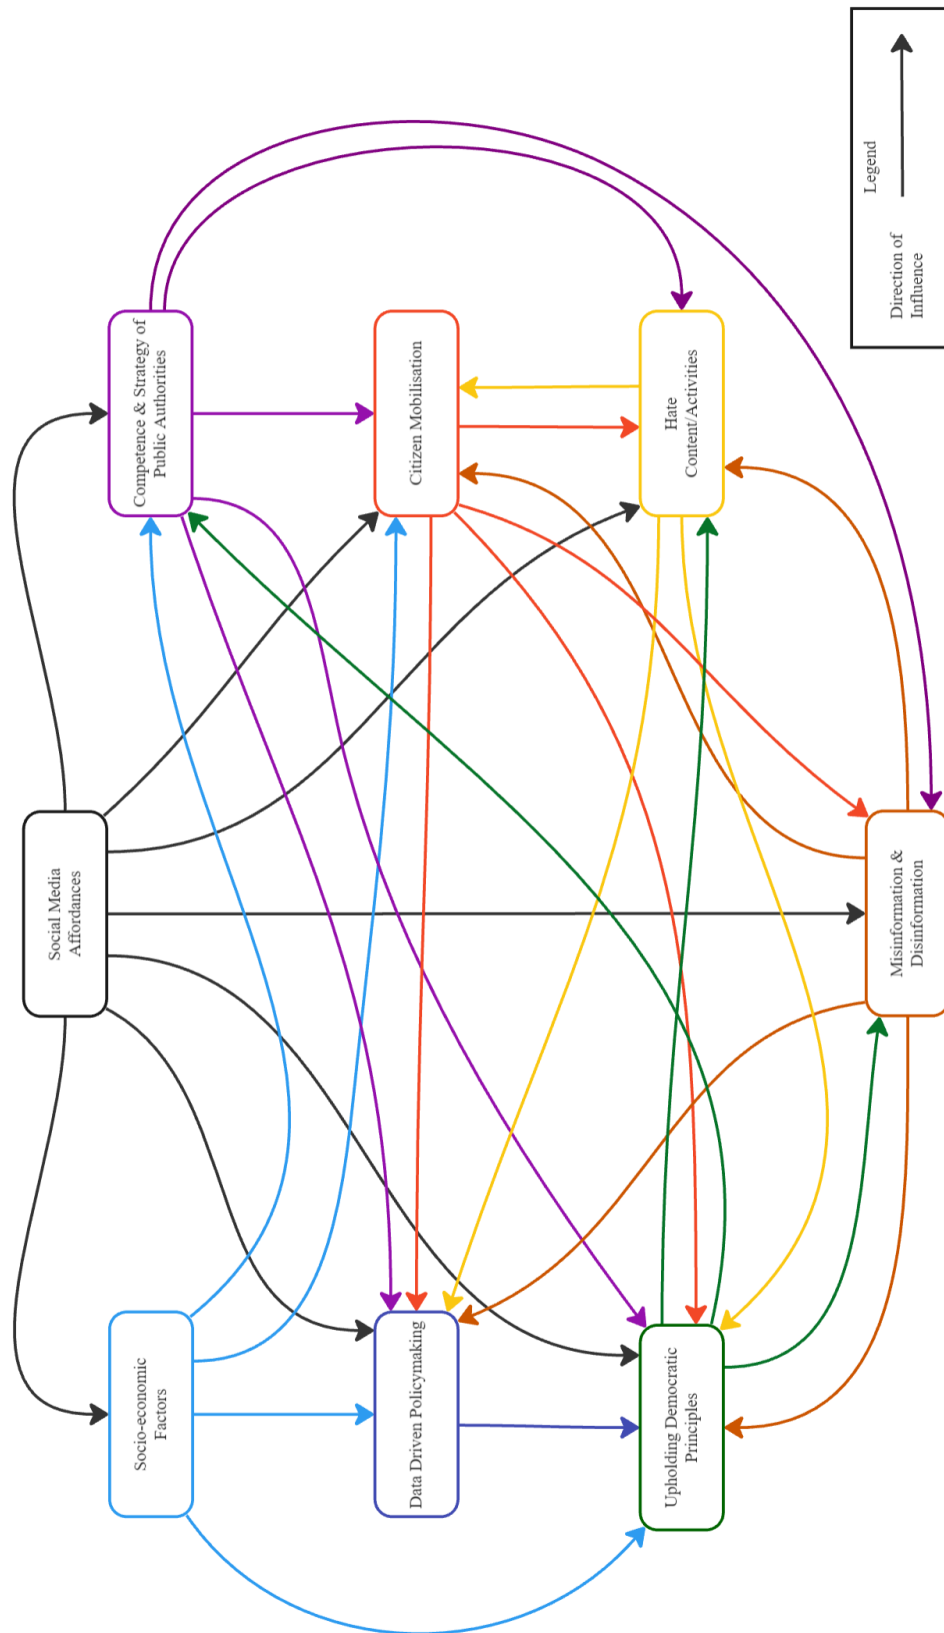 Social Media
Affordances
Socio-economic
Factors
Competence & Strategy of
Public Authorities
Data Driven Policymaking
Citizen Mobilisation
Upholding Democratic
Principles
Hate
Content/Activities
Misinformation &
Disinformation
Legend
Direction of
Influence